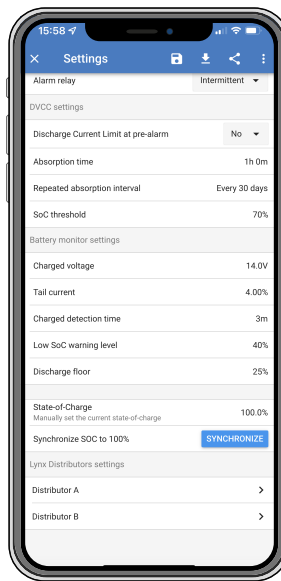 15:58
Settings
Alarm relay Intermittent
DVCC settings
Discharge Current Limit at pre-alarm No
Absorption time 1h 0m
Repeated absorption interval Every 30 days
SoC threshold 70%
Battery monitor settings
Charged voltage 14.0V
Tail current 4.00%
Charged detection time 3m
Low SoC warning level 40%
Discharge floor 25%
State-of-Charge 100.0%
Manually set the current state-of-charge
Synchronize SOC to 100% SYNCHRONIZE
Lynx Distributors settings
Distributor A
Distributor B